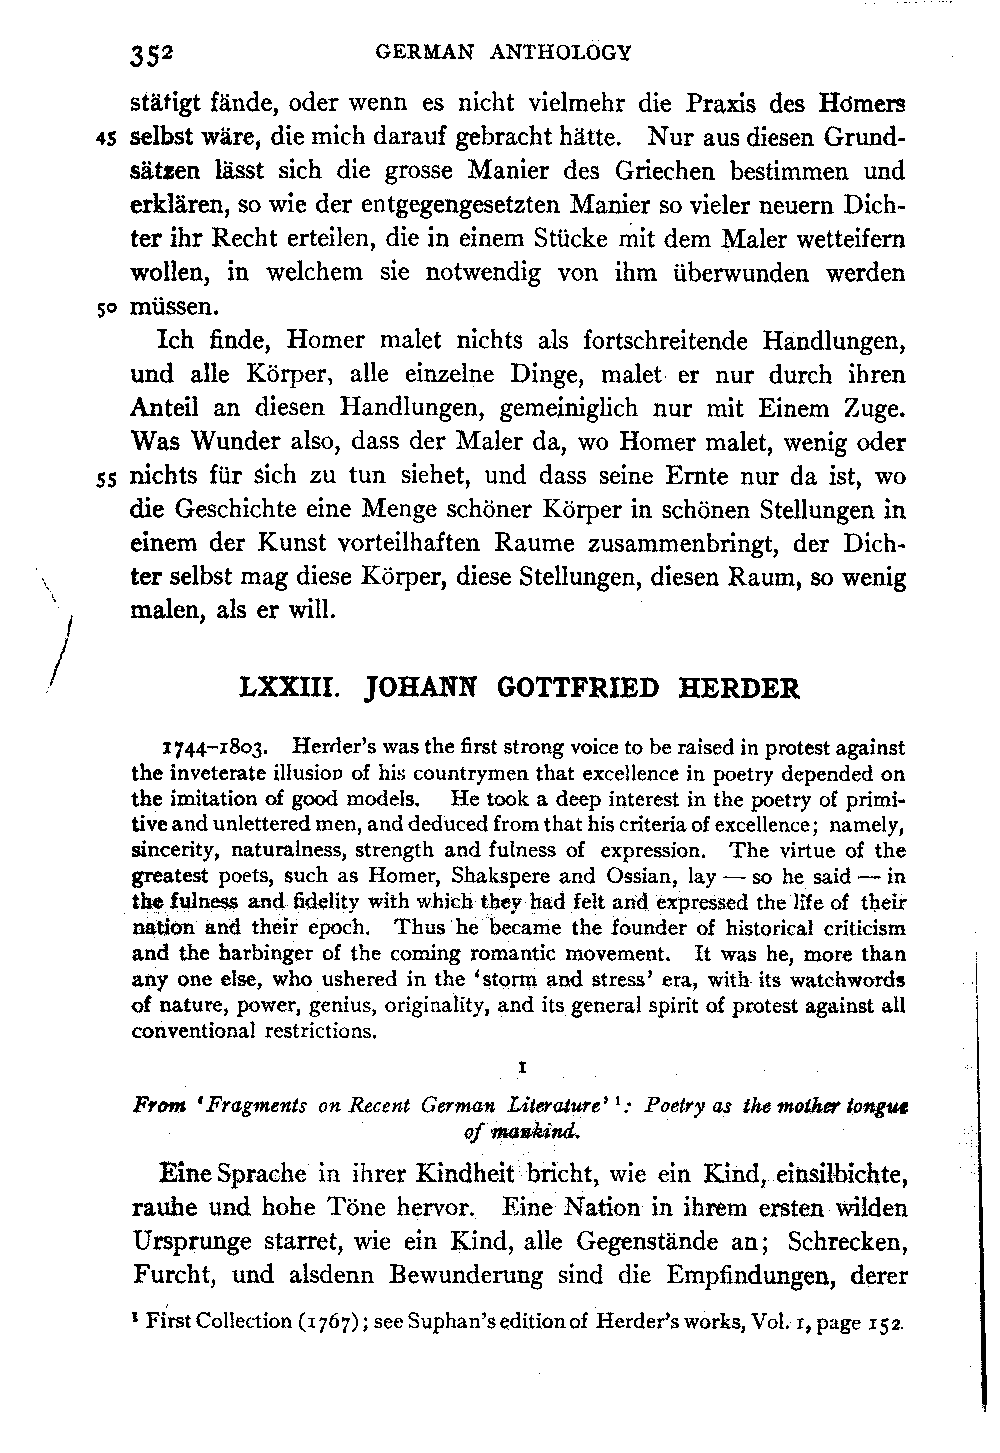 352 GERMAN ANTHOLOGY
stätigt fände, oder wenn es nicht vielmehr die Praxis des Homers
45 selbst wäre, die mich darauf gebracht hätte. Nur aus diesen Grund-
sätzen lässt sich die grosse Manier des Griechen bestimmen und
erklären, so wie der entgegengesetzten Manier so vieler neuern Dich-
ter ihr Recht erteilen, die in einem Stücke mit dem Maler wetteifern
wollen, in welchem sie notwendig von ihm überwunden werden
50 müssen.
Ich finde, Homer malet nichts als fortschreitende Handlungen,
und alle Körper, alle einzelne Dinge, malet er nur durch ihren
Anteil an diesen Handlungen, gemeiniglich nur mit Einem Zuge.
Was Wunder also, dass der Maler da, wo Homer malet, wenig oder
55 nichts für sich zu tun siehet, und dass seine Ernte nur da ist, wo
die Geschichte eine Menge schöner Körper in schönen Stellungen in
einem der Kunst vorteilhaften Raume zusammenbringt, der Dich-
ter selbst mag diese Körper, diese Stellungen, diesen Raum, so wenig
malen, als er will.
LXXIII. JOHANN GOTTFRIED HERDER
1744–1803. Herder's was the first strong voice to be raised in protest against
the inveterate illusion of his countrymen that excellence in poetry depended on
the imitation of good models. He took a deep interest in the poetry of primi-
tive and unlettered men, and deduced from that his criteria of excellence; namely,
sincerity, naturalness, strength and fulness of expression. The virtue of the
greatest poets, such as Homer, Shakspere and Ossian, lay — so he said — in
the fulness and fidelity with which they had felt and expressed the life of their
nation and their epoch. Thus he became the founder of historical criticism
and the harbinger of the coming romantic movement. It was he, more than
any one else, who ushered in the 'storm and stress' era, with its watchwords
of nature, power, genius, originality, and its general spirit of protest against all
conventional restrictions.
1
From 'Fragments on Recent German Literature' ¹: Poetry as the mother tongue
of mankind.
Eine Sprache in ihrer Kindheit bricht, wie ein Kind, einsilbichte,
rauhe und hohe Töne hervor. Eine Nation in ihrem ersten wilden
Ursprunge starret, wie ein Kind, alle Gegenstände an; Schrecken,
Furcht, und alsdenn Bewunderung sind die Empfindungen, derer
¹ First Collection (1767); see Suphan's edition of Herder's works, Vol. 1, page 152.